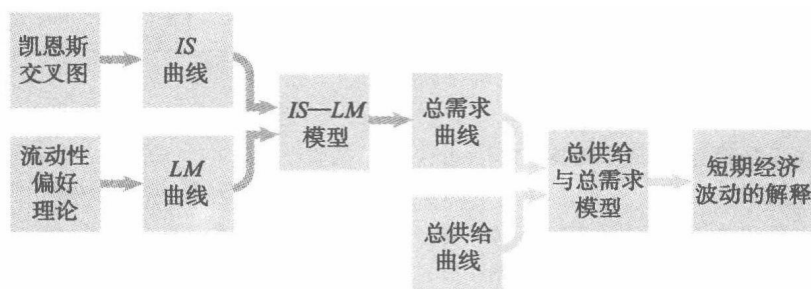 凯恩斯
交叉图
IS
曲线
流动性
偏好
理论
LM
曲线
IS—LM
模型
总需求
曲线
总供给
曲线
总供给
与总需求
模型
短期经济
波动的解释